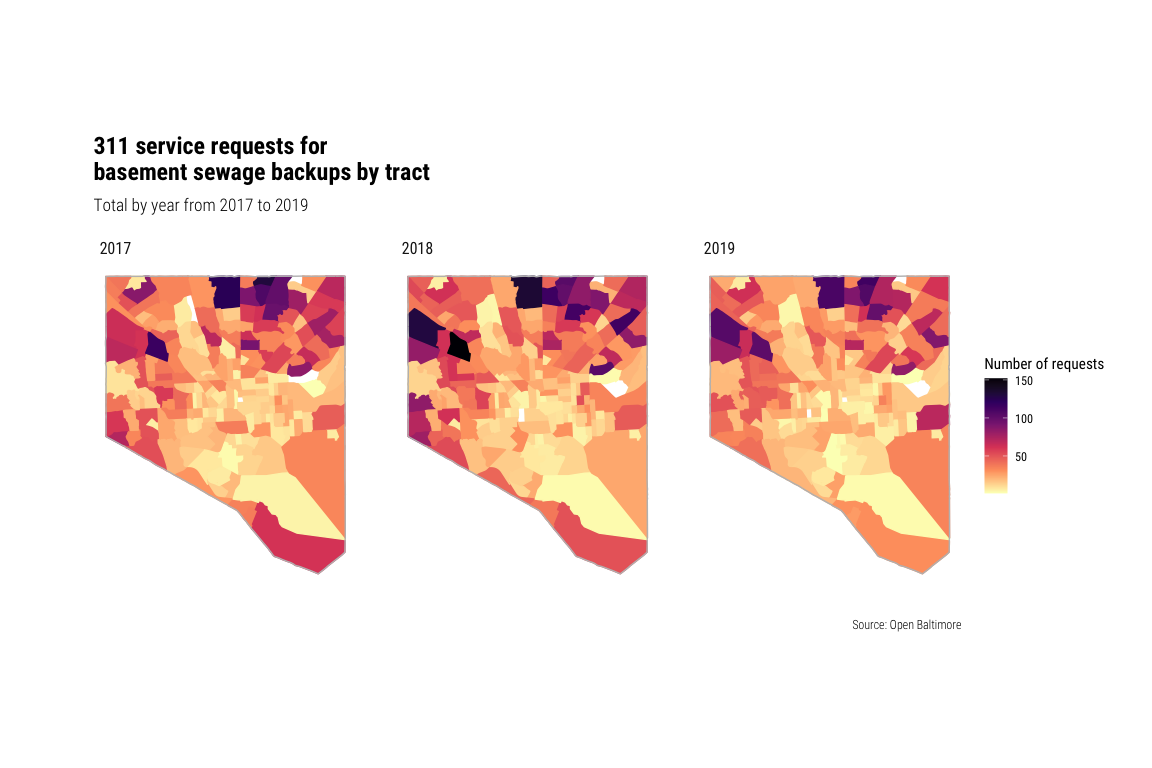 311 service requests for
basement sewage backups by tract
Total by year from 2017 to 2019
2017
2018
2019
Number of requests
150
100
50
Source: Open Baltimore